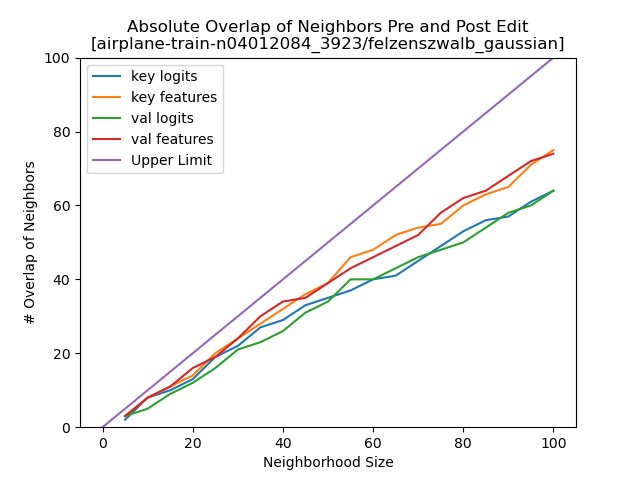 Absolute Overlap of Neighbors Pre and Post Edit
[airplane-train-n04012084_3923/felzenszwalb_gaussian]
key logits
key features
val logits
val features
Upper Limit
100
80
60
40
20
0
# Overlap of Neighbors
0 20 40 60 80 100
Neighborhood Size